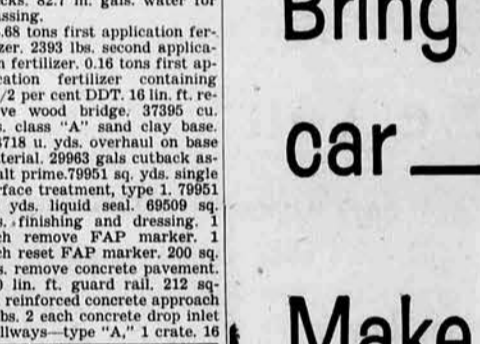 82.7 m. gals. water for
ssing.
.68 tons first application fer-
zer. 2393 lbs. second applica-
n fertilizer. 0.16 tons first ap-
cation fertilizer containing
/2 per cent DDT. 16 lin. ft. re-
ve wood bridge. 37395 cu.
s. class "A" sand clay base.
718 u. yds. overhaul on base
terial. 29963 gals cutback as-
alt prime.79951 sq. yds. single
face treatment, type 1. 79951
yds. liquid seal. 69509 sq.
s. finishing and dressing. 1
ch remove FAP marker. 1
ch reset FAP marker. 200 sq.
s. remove concrete pavement.
lin. ft. guard rail. 212 sq-
reinforced concrete approach
bs. 2 each concrete drop inlet
llways—type "A," 1 crate. 16
Bring
car
Make